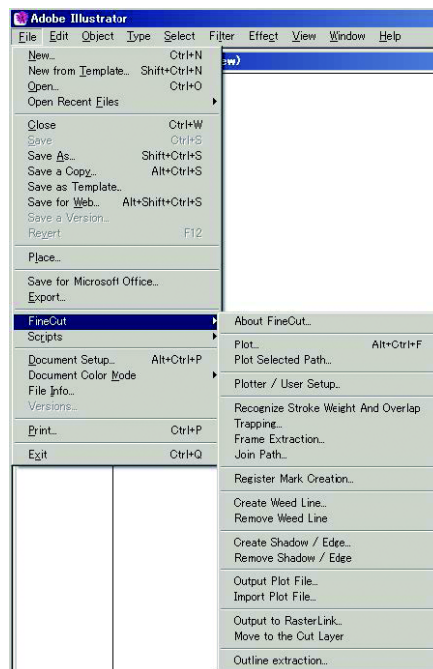 Adobe Illustrator
File Edit Object Type Select Filter Effect View Window Help
New... Ctrl+N
New from Template... Shift+Ctrl+N
Open... Ctrl+O
Open Recent Files
Close Ctrl+W
Save Ctrl+S
Save As... Shift+Ctrl+S
Save a Copy... Alt+Ctrl+S
Save as Template...
Save for Web... Alt+Shift+Ctrl+S
Save a Version...
Revert F12
Place...
Save for Microsoft Office...
Export...
FineCut
Scripts
Document Setup... Alt+Ctrl+P
Document Color Mode
File Info...
Versions...
Print... Ctrl+P
Exit Ctrl+Q
ew)
About FineCut...
Plot... Alt+Ctrl+F
Plot Selected Path...
Plotter / User Setup...
Recognize Stroke Weight And Overlap
Trapping...
Frame Extraction...
Join Path...
Register Mark Creation...
Create Weed Line...
Remove Weed Line
Create Shadow / Edge...
Remove Shadow / Edge
Output Plot File...
Import Plot File...
Output to RasterLink...
Move to the Cut Layer
Outline extraction...